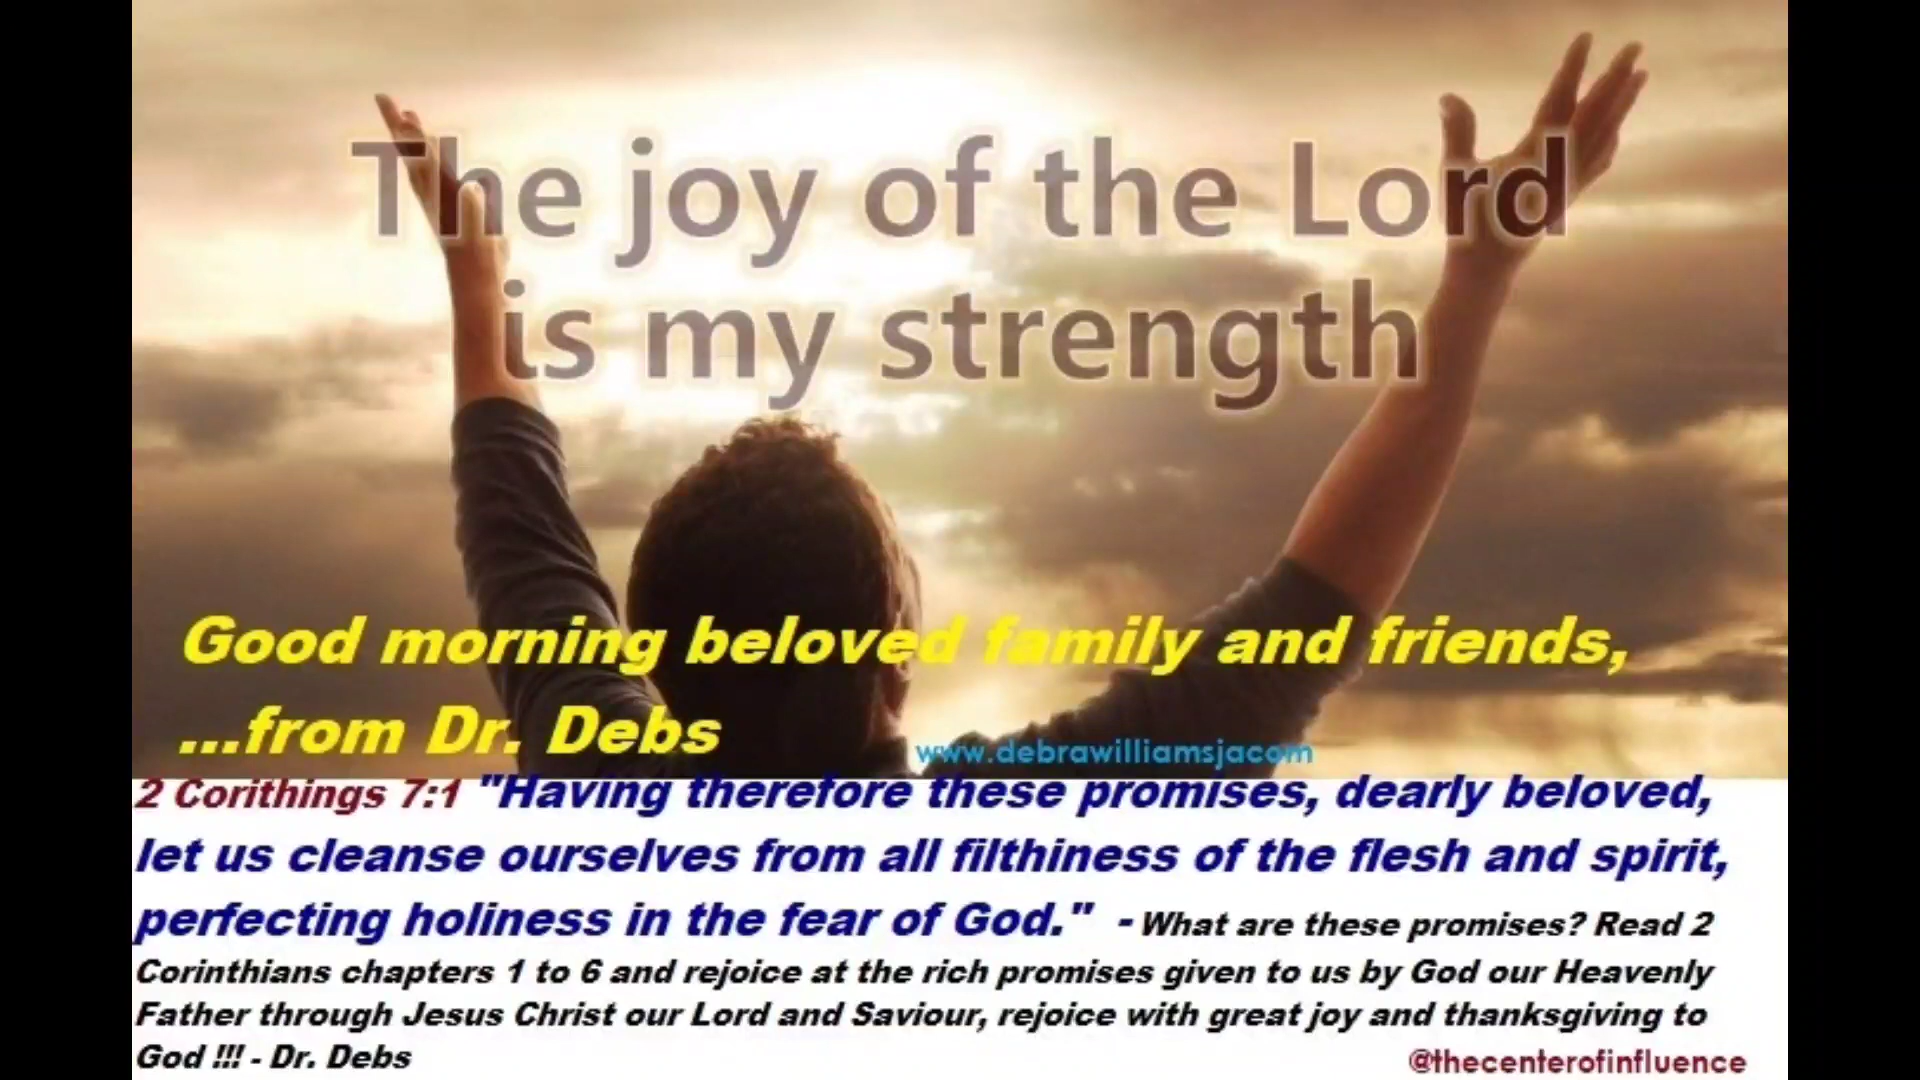 The joy of the Lord
is my strength
Good morning beloved family and friends,
...from Dr. Debs
www.debrawilliamsjacom
2 Corithings 7:1 "Having therefore these promises, dearly beloved,
let us cleanse ourselves from all filthiness of the flesh and spirit,
perfecting holiness in the fear of God." - What are these promises? Read 2
Corinthians chapters 1 to 6 and rejoice at the rich promises given to us by God our Heavenly
Father through Jesus Christ our Lord and Saviour, rejoice with great joy and thanksgiving to
God !!! - Dr. Debs
@thecenterofinfluence